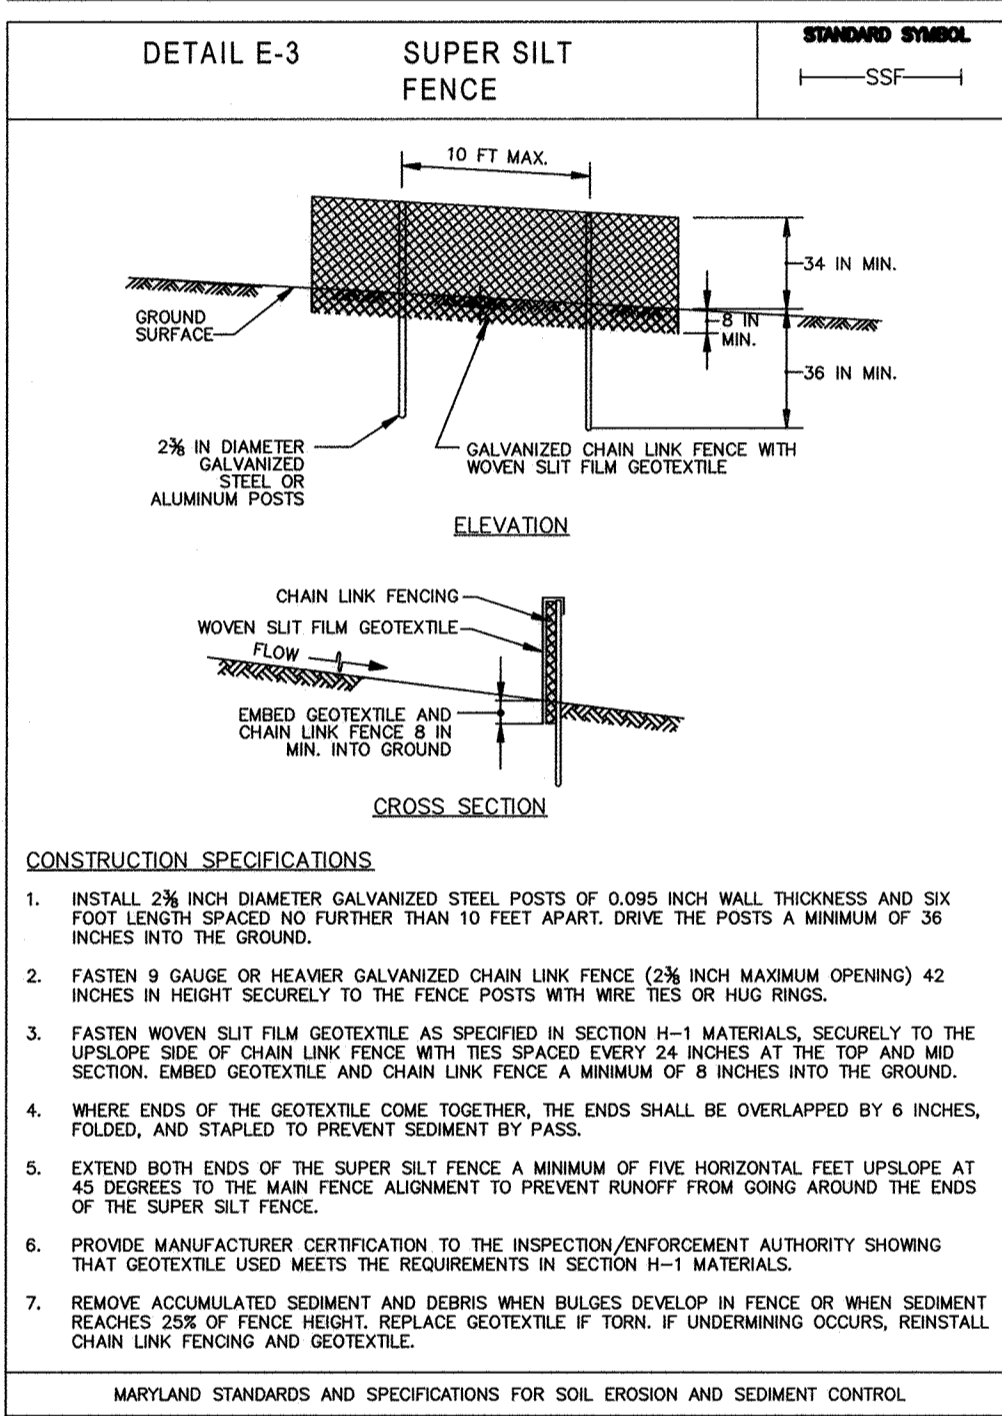 DETAIL E-3 SUPER SILT
FENCE
STANDARD SYMBOL
SSF
10 FT MAX.
34 IN MIN.
GROUND
SURFACE
8 IN
MIN.
36 IN MIN.
2⅜ IN DIAMETER
GALVANIZED
STEEL OR
ALUMINUM POSTS
GALVANIZED CHAIN LINK FENCE WITH
WOVEN SLIT FILM GEOTEXTILE
ELEVATION
CHAIN LINK FENCING
WOVEN SLIT FILM GEOTEXTILE
FLOW
EMBED GEOTEXTILE AND
CHAIN LINK FENCE 8 IN
MIN. INTO GROUND
CROSS SECTION
CONSTRUCTION SPECIFICATIONS
1. INSTALL 2⅜ INCH DIAMETER GALVANIZED STEEL POSTS OF 0.095 INCH WALL THICKNESS AND SIX
FOOT LENGTH SPACED NO FURTHER THAN 10 FEET APART. DRIVE THE POSTS A MINIMUM OF 36
INCHES INTO THE GROUND.
2. FASTEN 9 GAUGE OR HEAVIER GALVANIZED CHAIN LINK FENCE (2⅜ INCH MAXIMUM OPENING) 42
INCHES IN HEIGHT SECURELY TO THE FENCE POSTS WITH WIRE TIES OR HUG RINGS.
3. FASTEN WOVEN SLIT FILM GEOTEXTILE AS SPECIFIED IN SECTION H-1 MATERIALS, SECURELY TO THE
UPSLOPE SIDE OF CHAIN LINK FENCE WITH TIES SPACED EVERY 24 INCHES AT THE TOP AND MID
SECTION. EMBED GEOTEXTILE AND CHAIN LINK FENCE A MINIMUM OF 8 INCHES INTO THE GROUND.
4. WHERE ENDS OF THE GEOTEXTILE COME TOGETHER, THE ENDS SHALL BE OVERLAPPED BY 6 INCHES,
FOLDED, AND STAPLED TO PREVENT SEDIMENT BY PASS.
5. EXTEND BOTH ENDS OF THE SUPER SILT FENCE A MINIMUM OF FIVE HORIZONTAL FEET UPSLOPE AT
45 DEGREES TO THE MAIN FENCE ALIGNMENT TO PREVENT RUNOFF FROM GOING AROUND THE ENDS
OF THE SUPER SILT FENCE.
6. PROVIDE MANUFACTURER CERTIFICATION TO THE INSPECTION/ENFORCEMENT AUTHORITY SHOWING
THAT GEOTEXTILE USED MEETS THE REQUIREMENTS IN SECTION H-1 MATERIALS.
7. REMOVE ACCUMULATED SEDIMENT AND DEBRIS WHEN BULGES DEVELOP IN FENCE OR WHEN SEDIMENT
REACHES 25% OF FENCE HEIGHT. REPLACE GEOTEXTILE IF TORN. IF UNDERMINING OCCURS, REINSTALL
CHAIN LINK FENCING AND GEOTEXTILE.
MARYLAND STANDARDS AND SPECIFICATIONS FOR SOIL EROSION AND SEDIMENT CONTROL